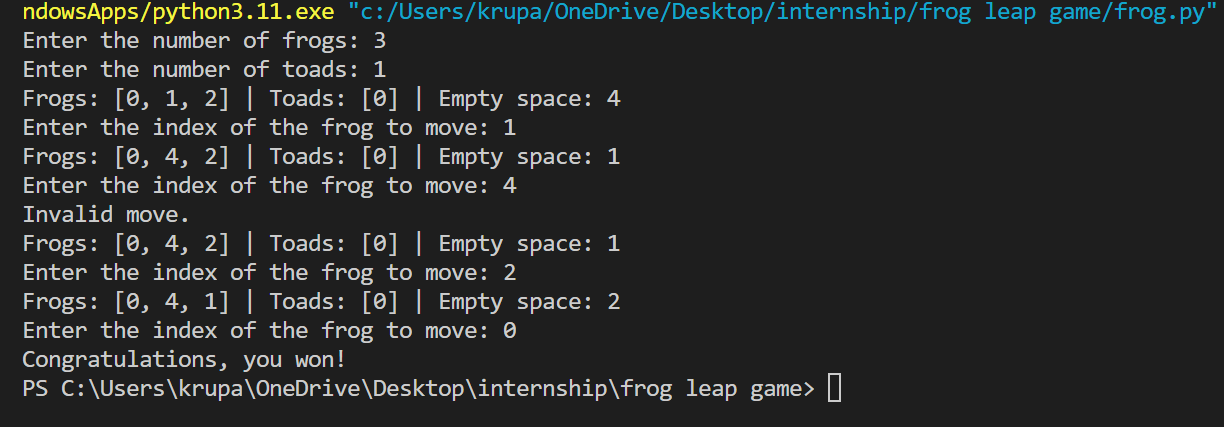 ndowsApps/python3.11.exe "c:/Users/krupa/OneDrive/Desktop/internship/frog leap game/frog.py"
Enter the number of frogs: 3
Enter the number of toads: 1
Frogs: [0, 1, 2] | Toads: [0] | Empty space: 4
Enter the index of the frog to move: 1
Frogs: [0, 4, 2] | Toads: [0] | Empty space: 1
Enter the index of the frog to move: 4
Invalid move.
Frogs: [0, 4, 2] | Toads: [0] | Empty space: 1
Enter the index of the frog to move: 2
Frogs: [0, 4, 1] | Toads: [0] | Empty space: 2
Enter the index of the frog to move: 0
Congratulations, you won!
PS C:\Users\krupa\OneDrive\Desktop\internship\frog leap game>